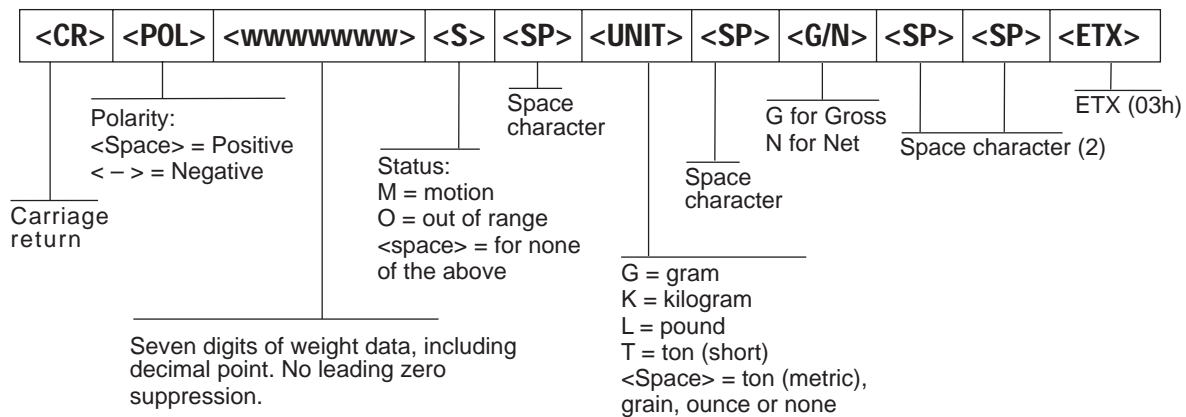 <CR> <POL> <wwwwwww> <S> <SP> <UNIT> <SP> <G/N> <SP> <SP> <ETX>
Carriage
return
Polarity:
<Space> = Positive
< – > = Negative
Seven digits of weight data, including
decimal point. No leading zero
suppression.
Status:
M = motion
O = out of range
<space> = for none
of the above
Space
character
G = gram
K = kilogram
L = pound
T = ton (short)
<Space> = ton (metric),
grain, ounce or none
Space
character
G for Gross
N for Net
Space character (2)
ETX (03h)